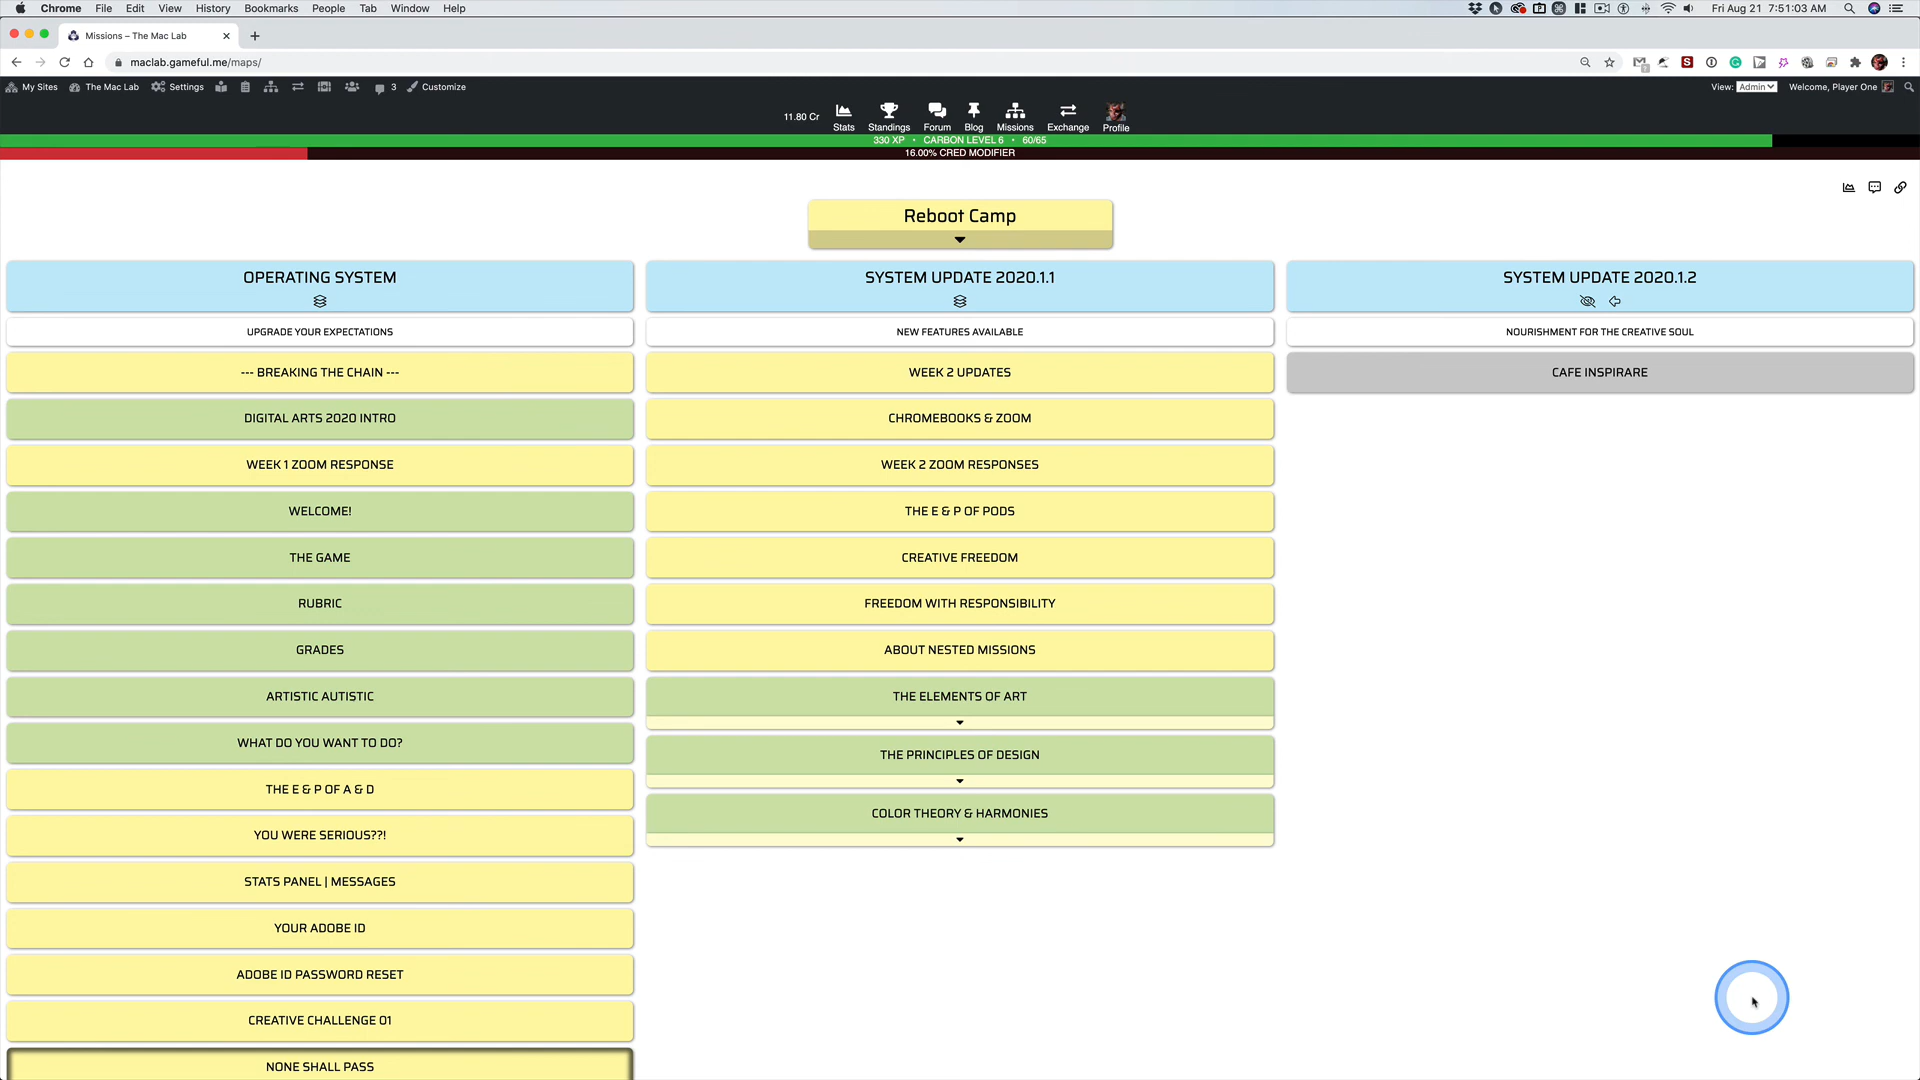 Chrome File Edit View History Bookmarks People Tab Window Help Fri Aug 21 7:51:03 AM
Missions – The Mac Lab
maclab.gameful.me/maps/
My Sites The Mac Lab Settings 3 Customize View: Admin Welcome, Player One
11.80 Cr Stats Standings Forum Blog Missions Exchange Profile
330 XP • CARBON LEVEL 6 • 60/65
16.00% CRED MODIFIER
Reboot Camp
OPERATING SYSTEM
UPGRADE YOUR EXPECTATIONS
--- BREAKING THE CHAIN ---
DIGITAL ARTS 2020 INTRO
WEEK 1 ZOOM RESPONSE
WELCOME!
THE GAME
RUBRIC
GRADES
ARTISTIC AUTISTIC
WHAT DO YOU WANT TO DO?
THE E & P OF A & D
YOU WERE SERIOUS??!
STATS PANEL | MESSAGES
YOUR ADOBE ID
ADOBE ID PASSWORD RESET
CREATIVE CHALLENGE 01
NONE SHALL PASS
SYSTEM UPDATE 2020.1.1
NEW FEATURES AVAILABLE
WEEK 2 UPDATES
CHROMEBOOKS & ZOOM
WEEK 2 ZOOM RESPONSES
THE E & P OF PODS
CREATIVE FREEDOM
FREEDOM WITH RESPONSIBILITY
ABOUT NESTED MISSIONS
THE ELEMENTS OF ART
THE PRINCIPLES OF DESIGN
COLOR THEORY & HARMONIES
SYSTEM UPDATE 2020.1.2
NOURISHMENT FOR THE CREATIVE SOUL
CAFE INSPIRARE